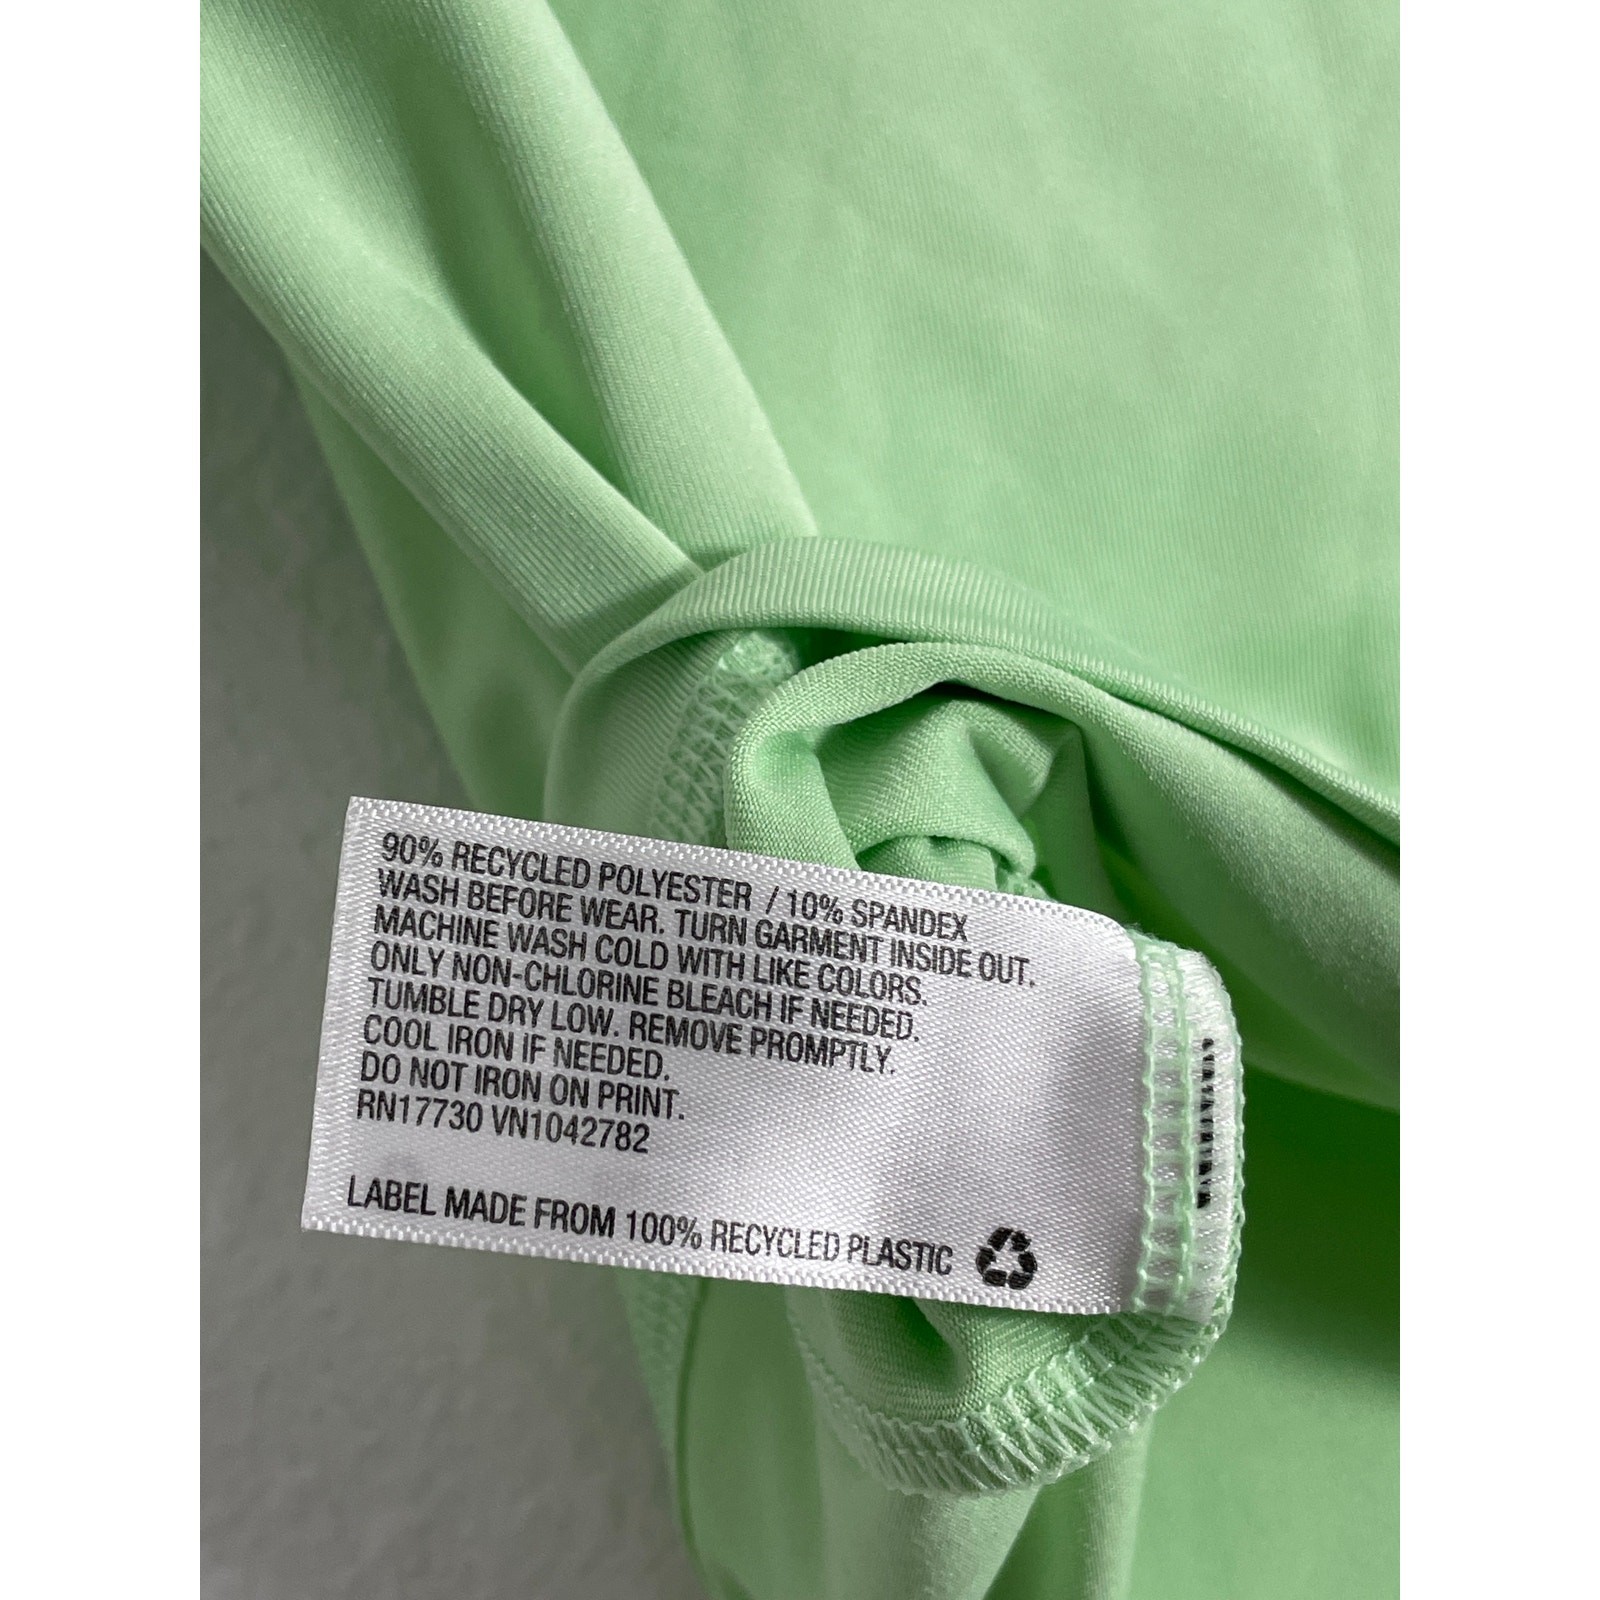 90% RECYCLED POLYESTER / 10% SPANDEX
WASH BEFORE WEAR. TURN GARMENT INSIDE OUT.
MACHINE WASH COLD WITH LIKE COLORS.
ONLY NON-CHLORINE BLEACH IF NEEDED.
TUMBLE DRY LOW. REMOVE PROMPTLY.
COOL IRON IF NEEDED.
DO NOT IRON ON PRINT.
RN17730 VN1042782
LABEL MADE FROM 100% RECYCLED PLASTIC